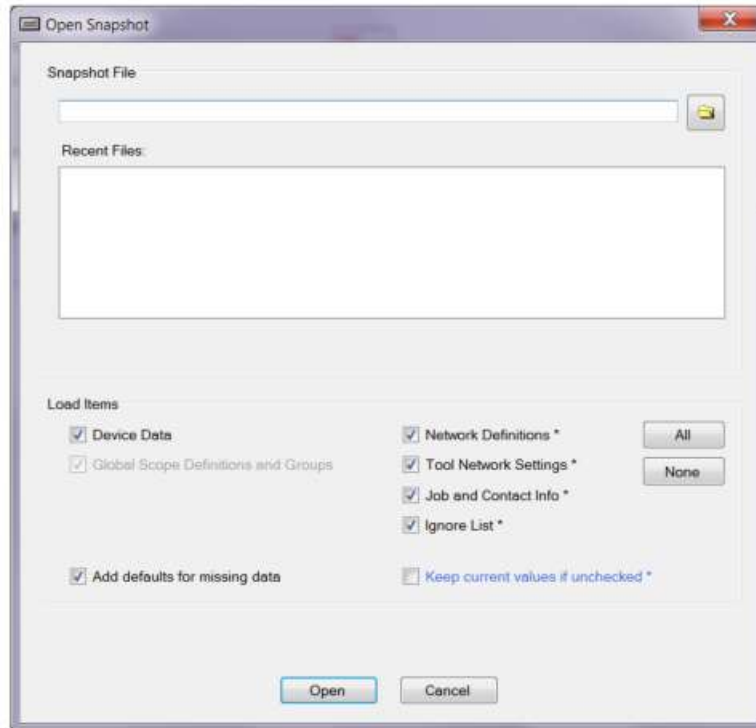 Open Snapshot
Snapshot File
Recent Files:
Load Items
Device Data
Global Scope Definitions and Groups
Network Definitions *
Tool Network Settings *
Job and Contact Info *
Ignore List *
All
None
Add defaults for missing data
Keep current values if unchecked *
Open
Cancel